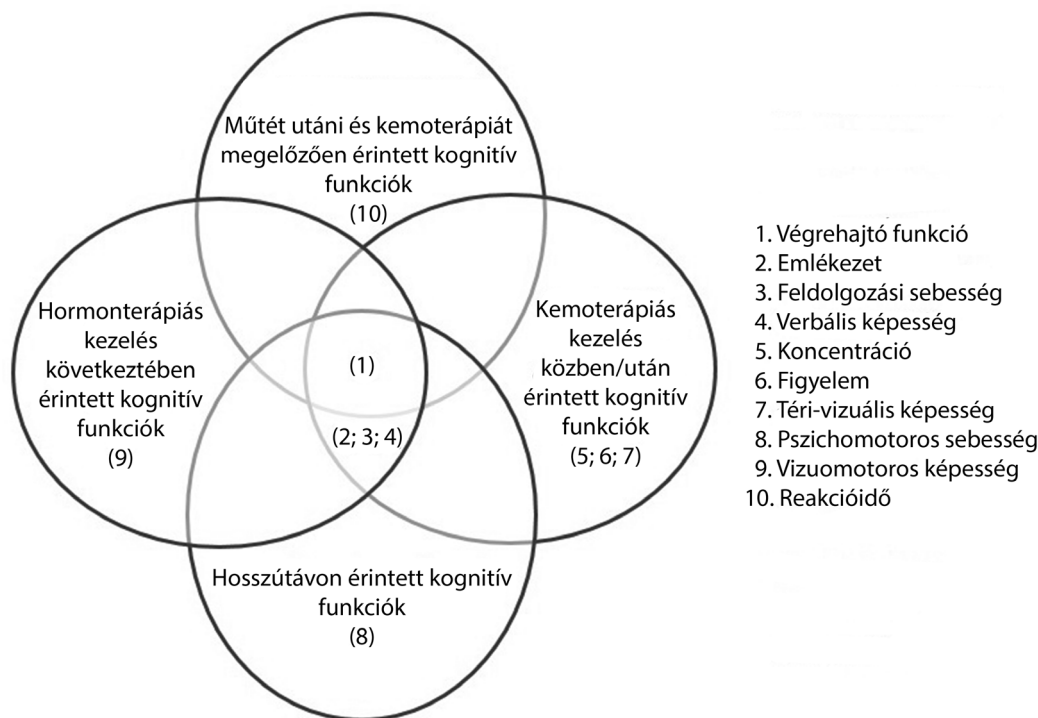 Műtét utáni és kemoterápiát
megelőzően érintett kognitív
funkciók
(10)
Hormonterápiás
kezelés
következtében
érintett kognitív
funkciók
(9)
(1)
(2; 3; 4)
Kemoterápiás
kezelés
közben/után
érintett kognitív
funkciók
(5; 6; 7)
Hosszútávon érintett kognitív
funkciók
(8)
1. Végrehajtó funkció
2. Emlékezet
3. Feldolgozási sebesség
4. Verbális képesség
5. Koncentráció
6. Figyelem
7. Téri-vizuális képesség
8. Pszichomotoros sebesség
9. Vizuomotoros képesség
10. Reakcióidő